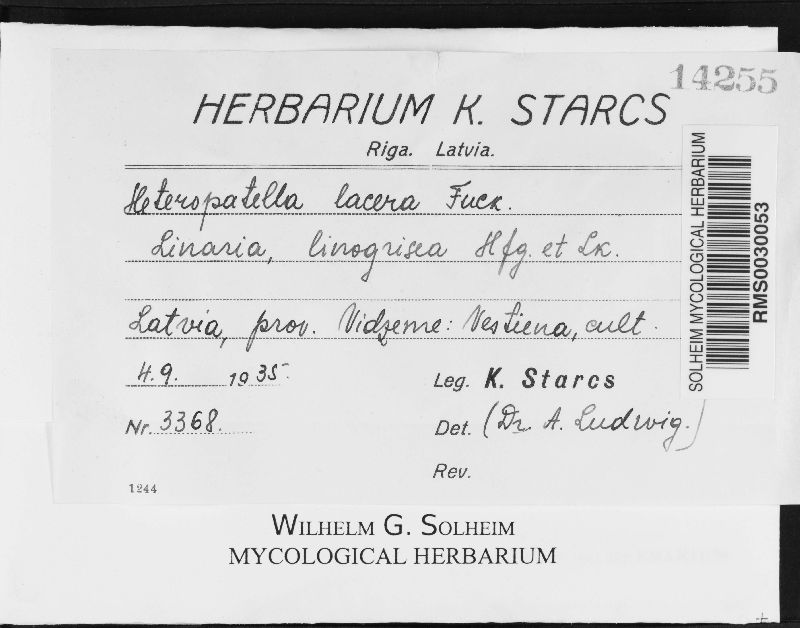 14255
HERBARIUM K. STARCS
Riga. Latvia.
Heteropatella lacera Fuck.
Linaria, linogrisea Hfg. et Lk.
Latvia, prov. Vidzeme: Vestiena, cult.
4.9. 1935.
Leg. K. Starcs
Nr. 3368.
Det. (Dr. A. Ludwig.)
Rev.
1244
SOLHEIM MYCOLOGICAL HERBARIUM
RMS0030053
WILHELM G. SOLHEIM
MYCOLOGICAL HERBARIUM